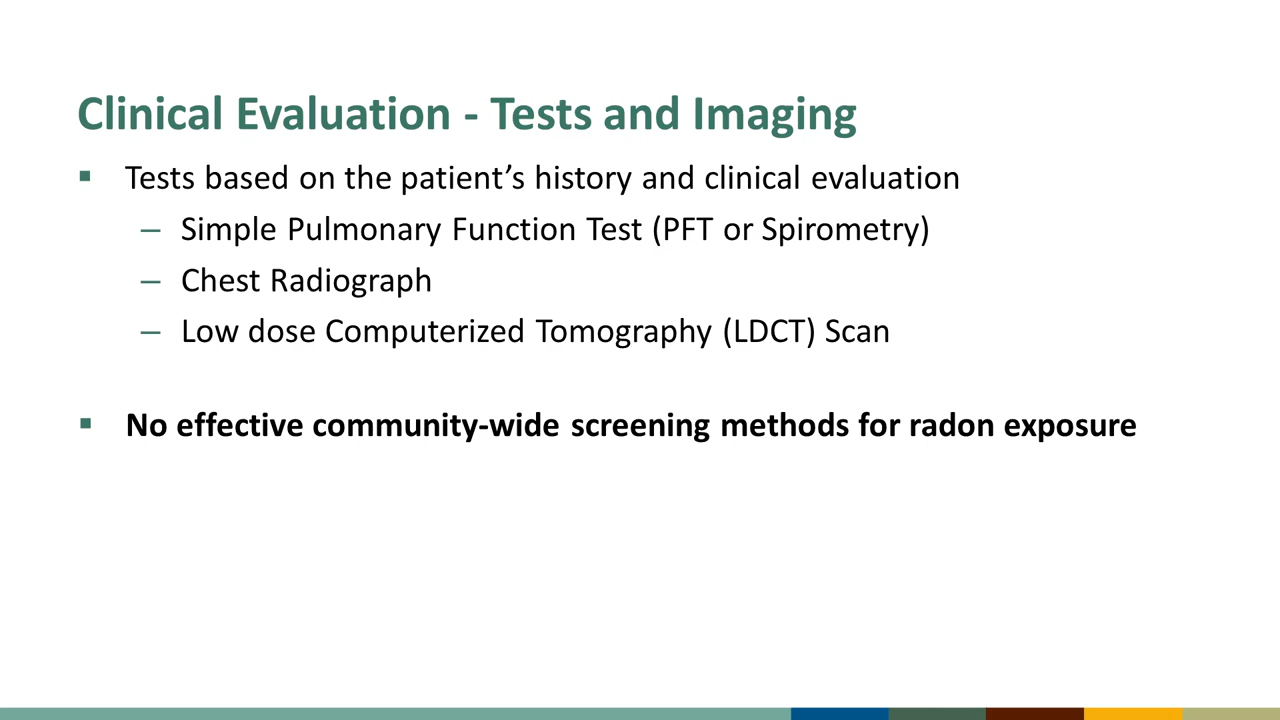 Clinical Evaluation - Tests and Imaging
▪ Tests based on the patient’s history and clinical evaluation
– Simple Pulmonary Function Test (PFT or Spirometry)
– Chest Radiograph
– Low dose Computerized Tomography (LDCT) Scan
▪ No effective community-wide screening methods for radon exposure